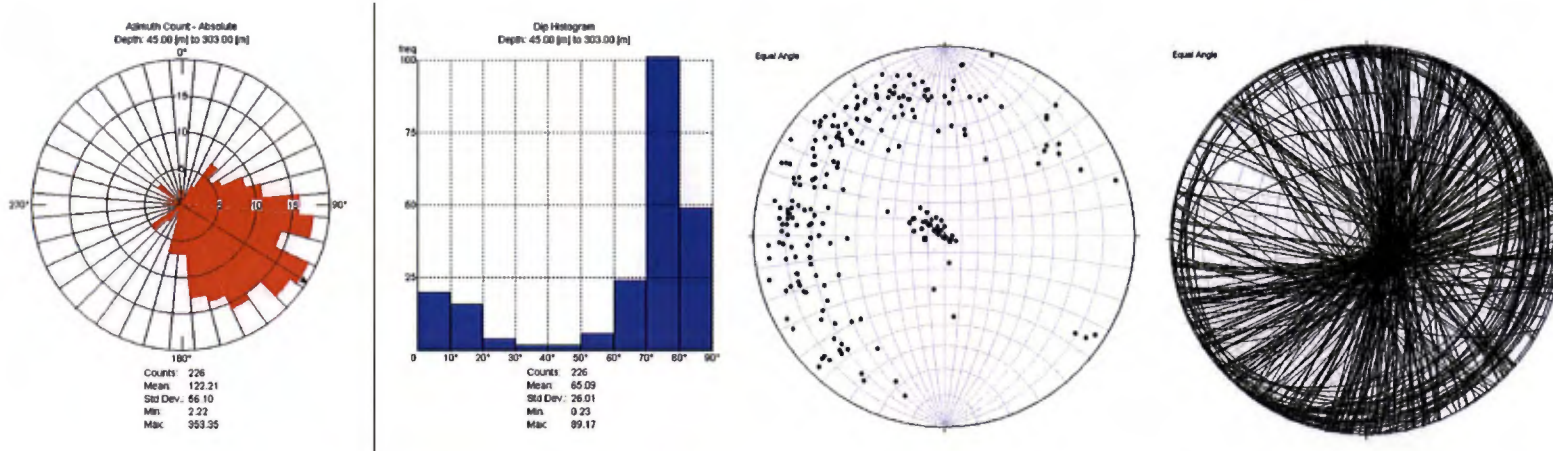 Azimuth Count - Absolute
Depth: 45.00 [m] to 303.00 [m]
0°
15
10
5
270°
5
10
15
90°
180°
Counts: 226
Mean: 122.21
Std Dev.: 56.10
Min: 2.22
Max: 353.35
Dip Histogram
Depth: 45.00 [m] to 303.00 [m]
freq
100
75
50
25
0
10°
20°
30°
40°
50°
60°
70°
80°
90°
Counts: 226
Mean: 65.09
Std Dev.: 26.01
Min: 0.23
Max: 89.17
Equal Angle
Equal Angle